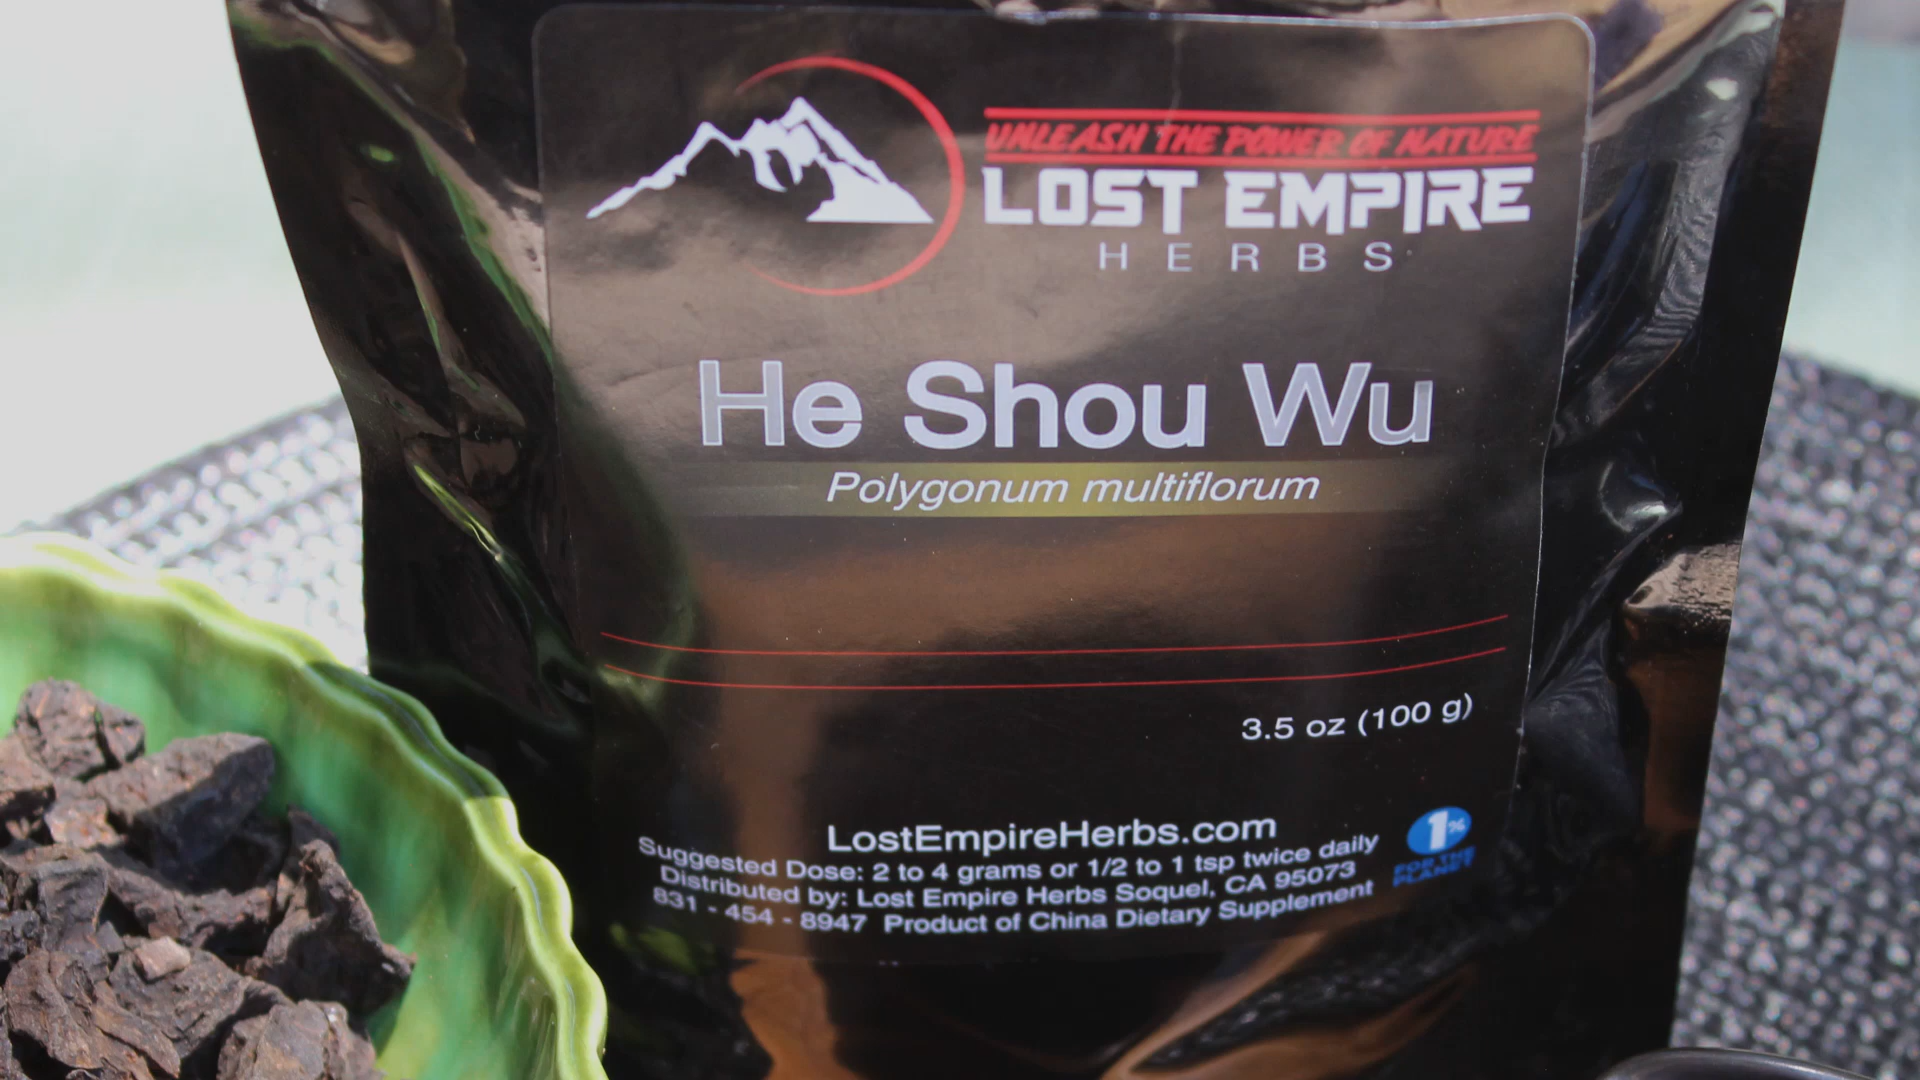 UNLEASH THE POWER OF NATURE
LOST EMPIRE
HERBS
He Shou Wu
Polygonum multiflorum
3.5 oz (100 g)
LostEmpireHerbs.com
Suggested Dose: 2 to 4 grams or 1/2 to 1 tsp twice daily
Distributed by: Lost Empire Herbs Soquel, CA 95073
831 - 454 - 8947 Product of China Dietary Supplement
1%
FOR THE
PLANET